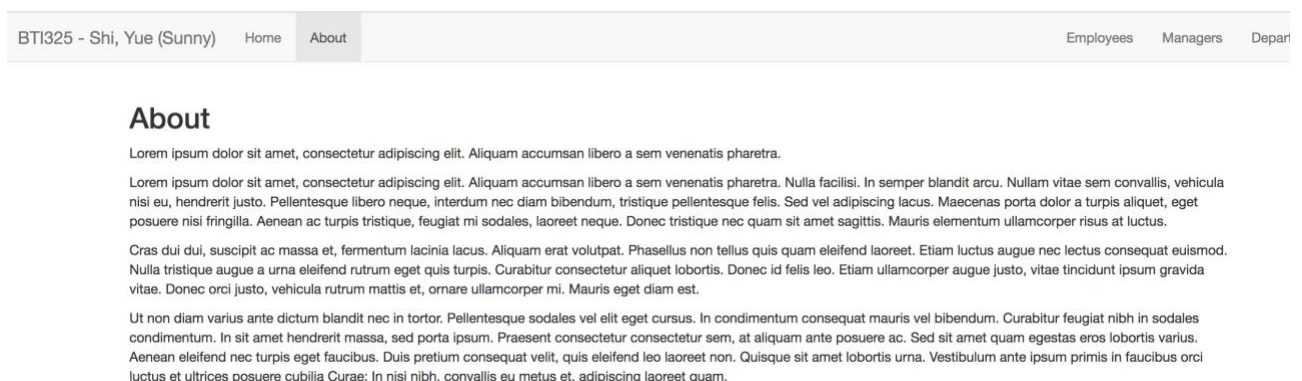 BTI325 - Shi, Yue (Sunny) Home About Employees Managers Depart
About
Lorem ipsum dolor sit amet, consectetur adipiscing elit. Aliquam accumsan libero a sem venenatis pharetra.
Lorem ipsum dolor sit amet, consectetur adipiscing elit. Aliquam accumsan libero a sem venenatis pharetra. Nulla facilisi. In semper blandit arcu. Nullam vitae sem convallis, vehicula
nisi eu, hendrerit justo. Pellentesque libero neque, interdum nec diam bibendum, tristique pellentesque felis. Sed vel adipiscing lacus. Maecenas porta dolor a turpis aliquet, eget
posuere nisi fringilla. Aenean ac turpis tristique, feugiat mi sodales, laoreet neque. Donec tristique nec quam sit amet sagittis. Mauris elementum ullamcorper risus at luctus.
Cras dui dui, suscipit ac massa et, fermentum lacinia lacus. Aliquam erat volutpat. Phasellus non tellus quis quam eleifend laoreet. Etiam luctus augue nec lectus consequat euismod.
Nulla tristique augue a urna eleifend rutrum eget quis turpis. Curabitur consectetur aliquet lobortis. Donec id felis leo. Etiam ullamcorper augue justo, vitae tincidunt ipsum gravida
vitae. Donec orci justo, vehicula rutrum mattis et, ornare ullamcorper mi. Mauris eget diam est.
Ut non diam varius ante dictum blandit nec in tortor. Pellentesque sodales vel elit eget cursus. In condimentum consequat mauris vel bibendum. Curabitur feugiat nibh in sodales
condimentum. In sit amet hendrerit massa, sed porta ipsum. Praesent consectetur consectetur sem, at aliquam ante posuere ac. Sed sit amet quam egestas eros lobortis varius.
Aenean eleifend nec turpis eget faucibus. Duis pretium consequat velit, quis eleifend leo laoreet non. Quisque sit amet lobortis urna. Vestibulum ante ipsum primis in faucibus orci
luctus et ultrices posuere cubilia Curae; In nisi nibh, convallis eu metus et, adipiscing laoreet quam.